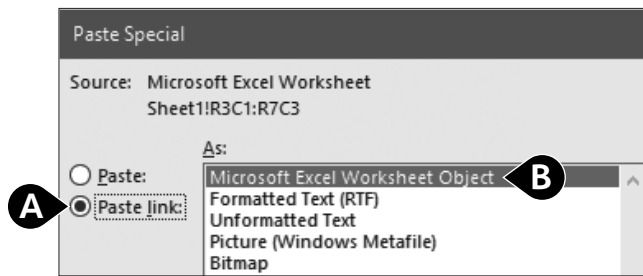 Paste Special
Source: Microsoft Excel Worksheet
Sheet1!R3C1:R7C3
As:
Paste:
Paste link:
Microsoft Excel Worksheet Object
Formatted Text (RTF)
Unformatted Text
Picture (Windows Metafile)
Bitmap
A
B